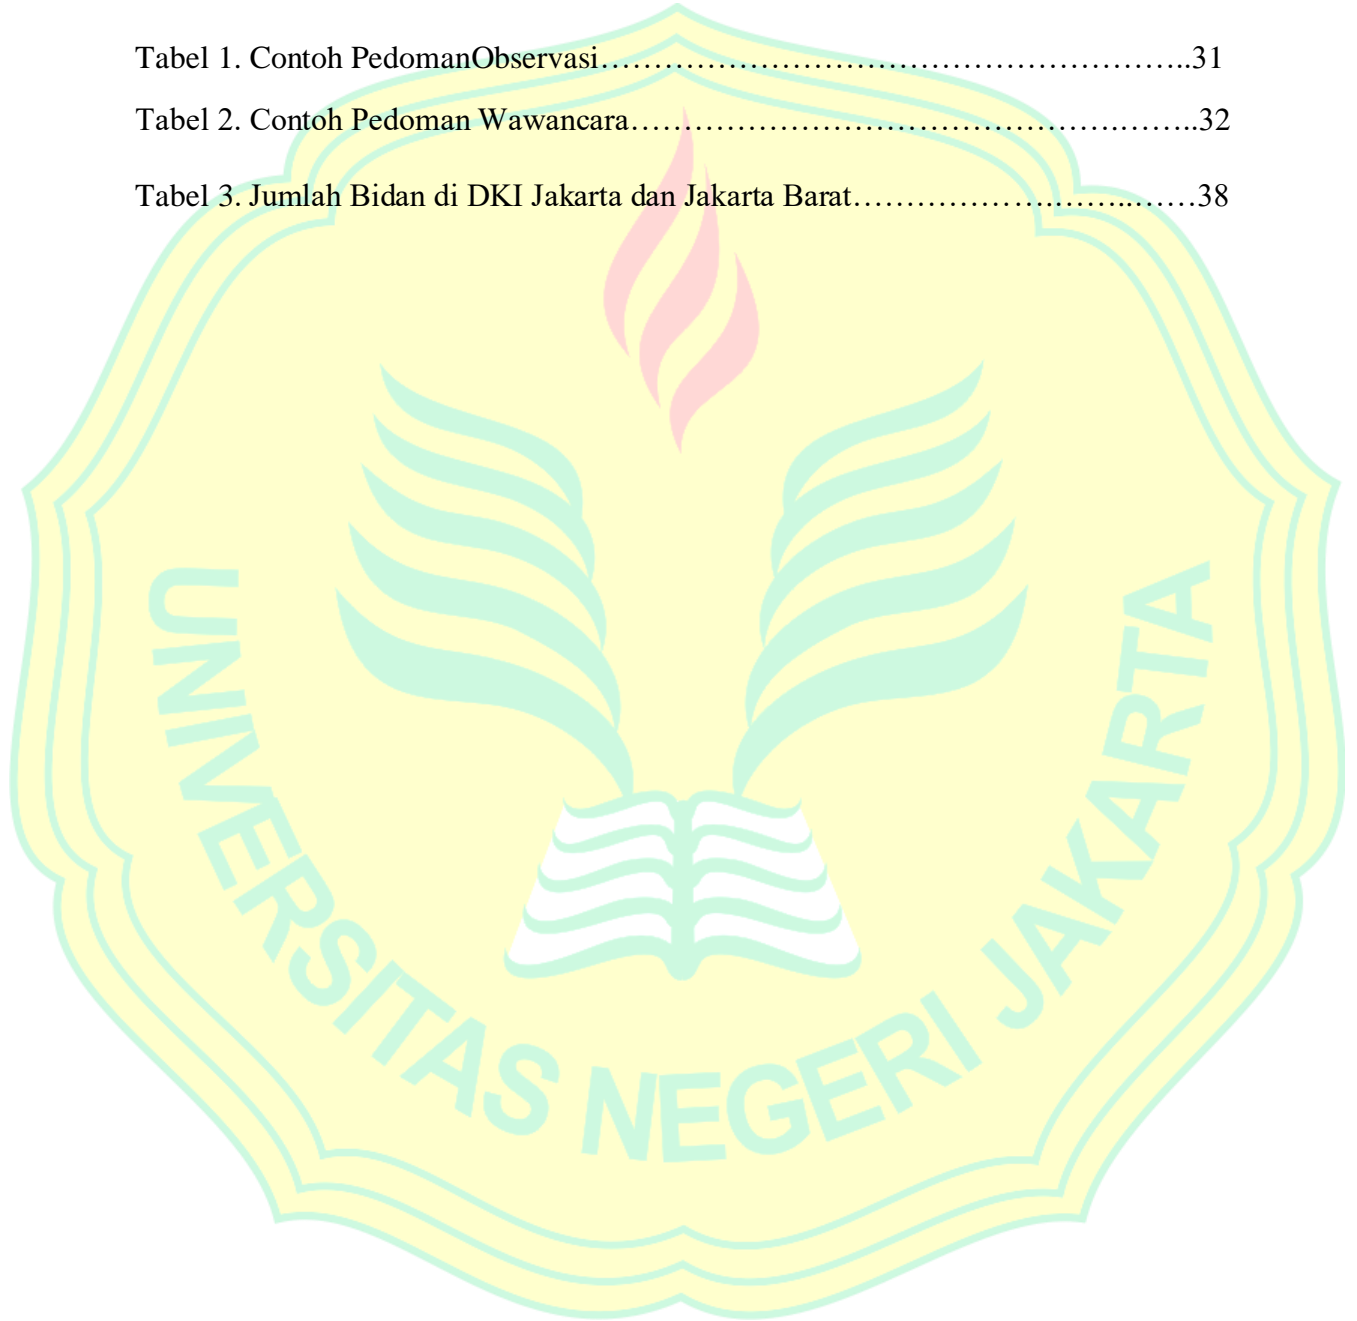 Tabel 1. Contoh PedomanObservasi…………………………………………………..31
Tabel 2. Contoh Pedoman Wawancara……………………………………….……..32
Tabel 3. Jumlah Bidan di DKI Jakarta dan Jakarta Barat……………………...……38
UNIVERSITAS NEGERI JAKARTA